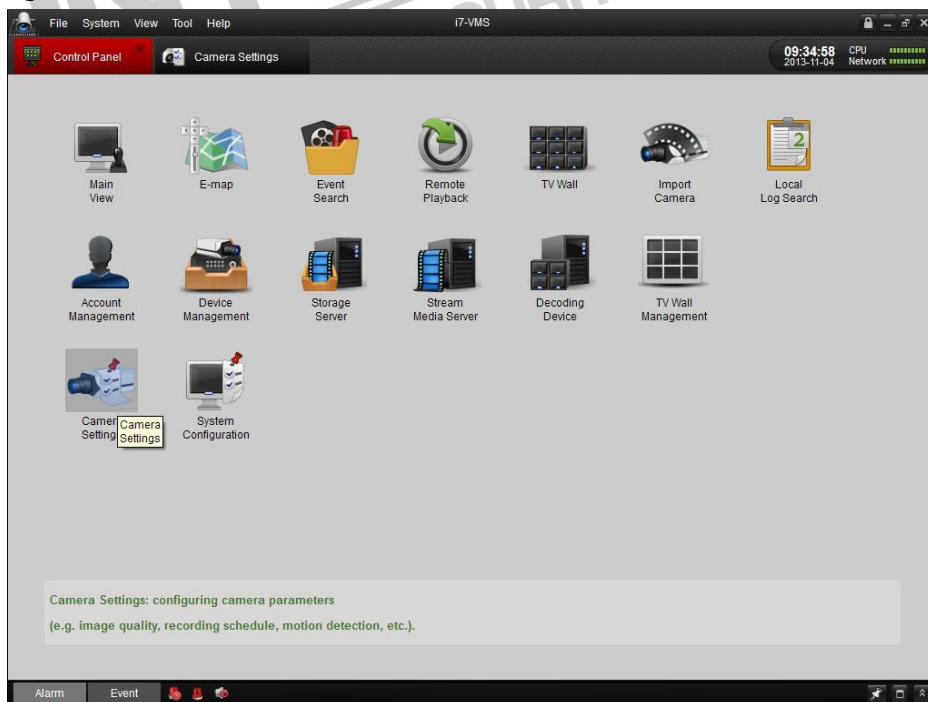 File System View Tool Help i7-VMS
Control Panel Camera Settings 09:34:58 CPU
2013-11-04 Network
Main
View
E-map
Event
Search
Remote
Playback
TV Wall
Import
Camera
2
Local
Log Search
Account
Management
Device
Management
Storage
Server
Stream
Media Server
Decoding
Device
TV Wall
Management
Camer
Setting
Camera
Settings
System
Configuration
Camera Settings: configuring camera parameters
(e.g. image quality, recording schedule, motion detection, etc.).
Alarm Event